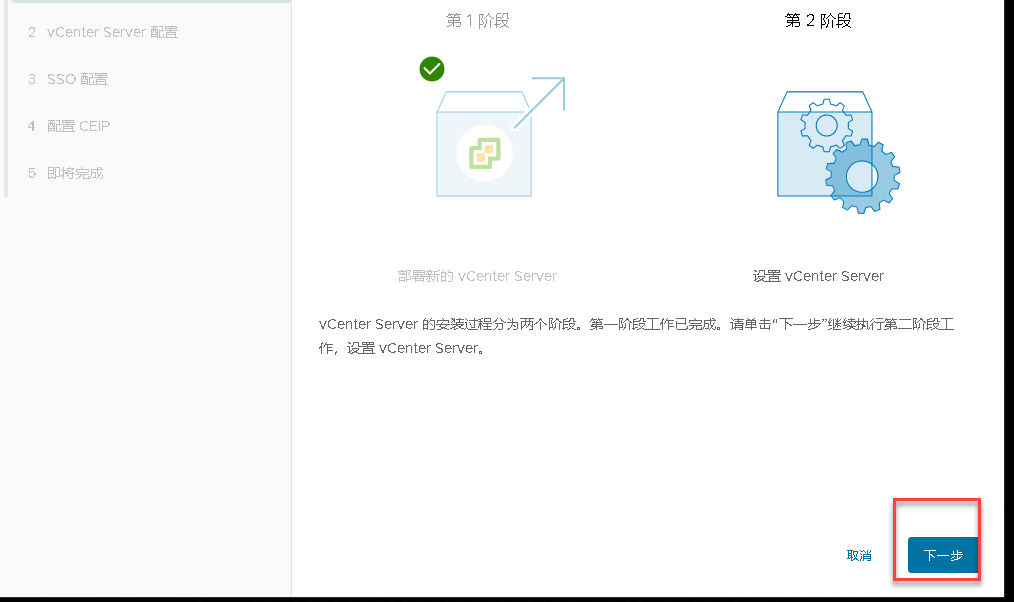 2 vCenter Server 配置
3 SSO 配置
4 配置 CEIP
5 即将完成
第 1 阶段
第 2 阶段
部署新的 vCenter Server
设置 vCenter Server
vCenter Server 的安装过程分为两个阶段。第一阶段工作已完成。请单击“下一步”继续执行第二阶段工
作，设置 vCenter Server。
取消
下一步